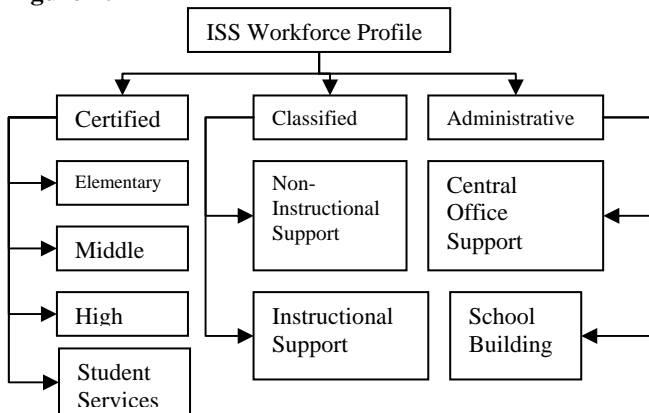 ISS Workforce Profile
Certified
Classified
Administrative
Elementary
Middle
High
Student
Services
Non-
Instructional
Support
Instructional
Support
Central
Office
Support
School
Building